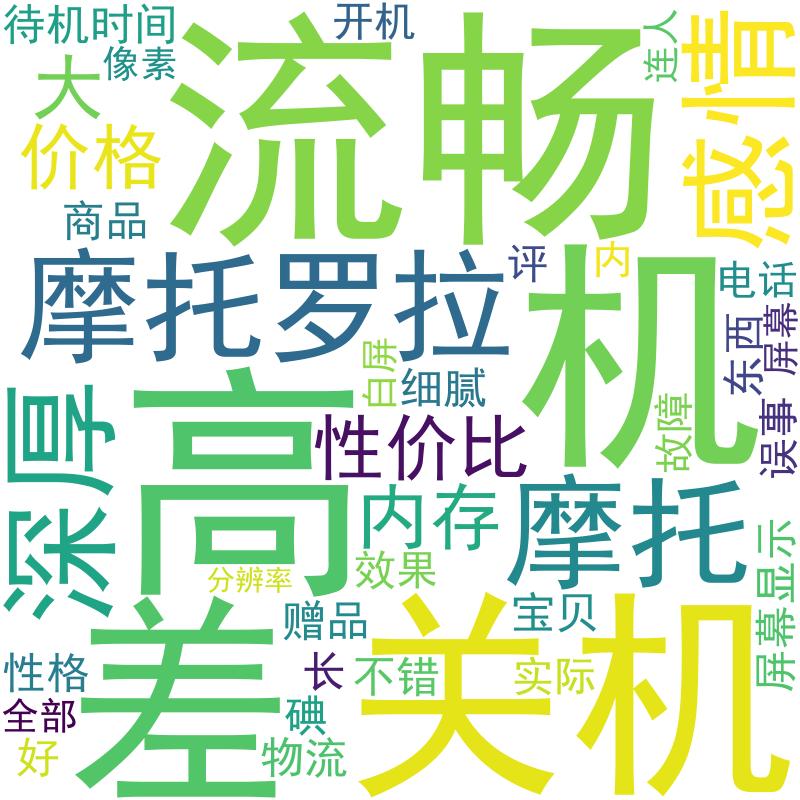 待机时间
开机
流畅
连人
感情
像素
大
价格
商品
摩托罗拉
评
内
电话
机
屏幕
东西
白屏
细腻
高
深厚
性价比
误事
故障
内存
摩托
屏幕显示
效果
分辨率
差
关机
赠品
宝贝
性格
长
不错
实际
全部
碘
好
物流